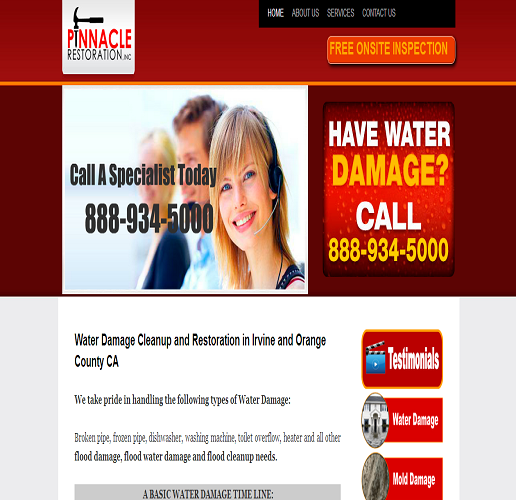 PINNACLE
RESTORATION, INC
HOME ABOUT US SERVICES CONTACT US
FREE ONSITE INSPECTION
Call A Specialist Today
888-934-5000
HAVE WATER
DAMAGE?
CALL
888-934-5000
Water Damage Cleanup and Restoration in Irvine and Orange
County CA
We take pride in handling the following types of Water Damage:
Broken pipe, frozen pipe, dishwasher, washing machine, toilet overflow, heater and all other
flood damage, flood water damage and flood cleanup needs.
A BASIC WATER DAMAGE TIME LINE:
Testimonials
Water Damage
Mold Damage